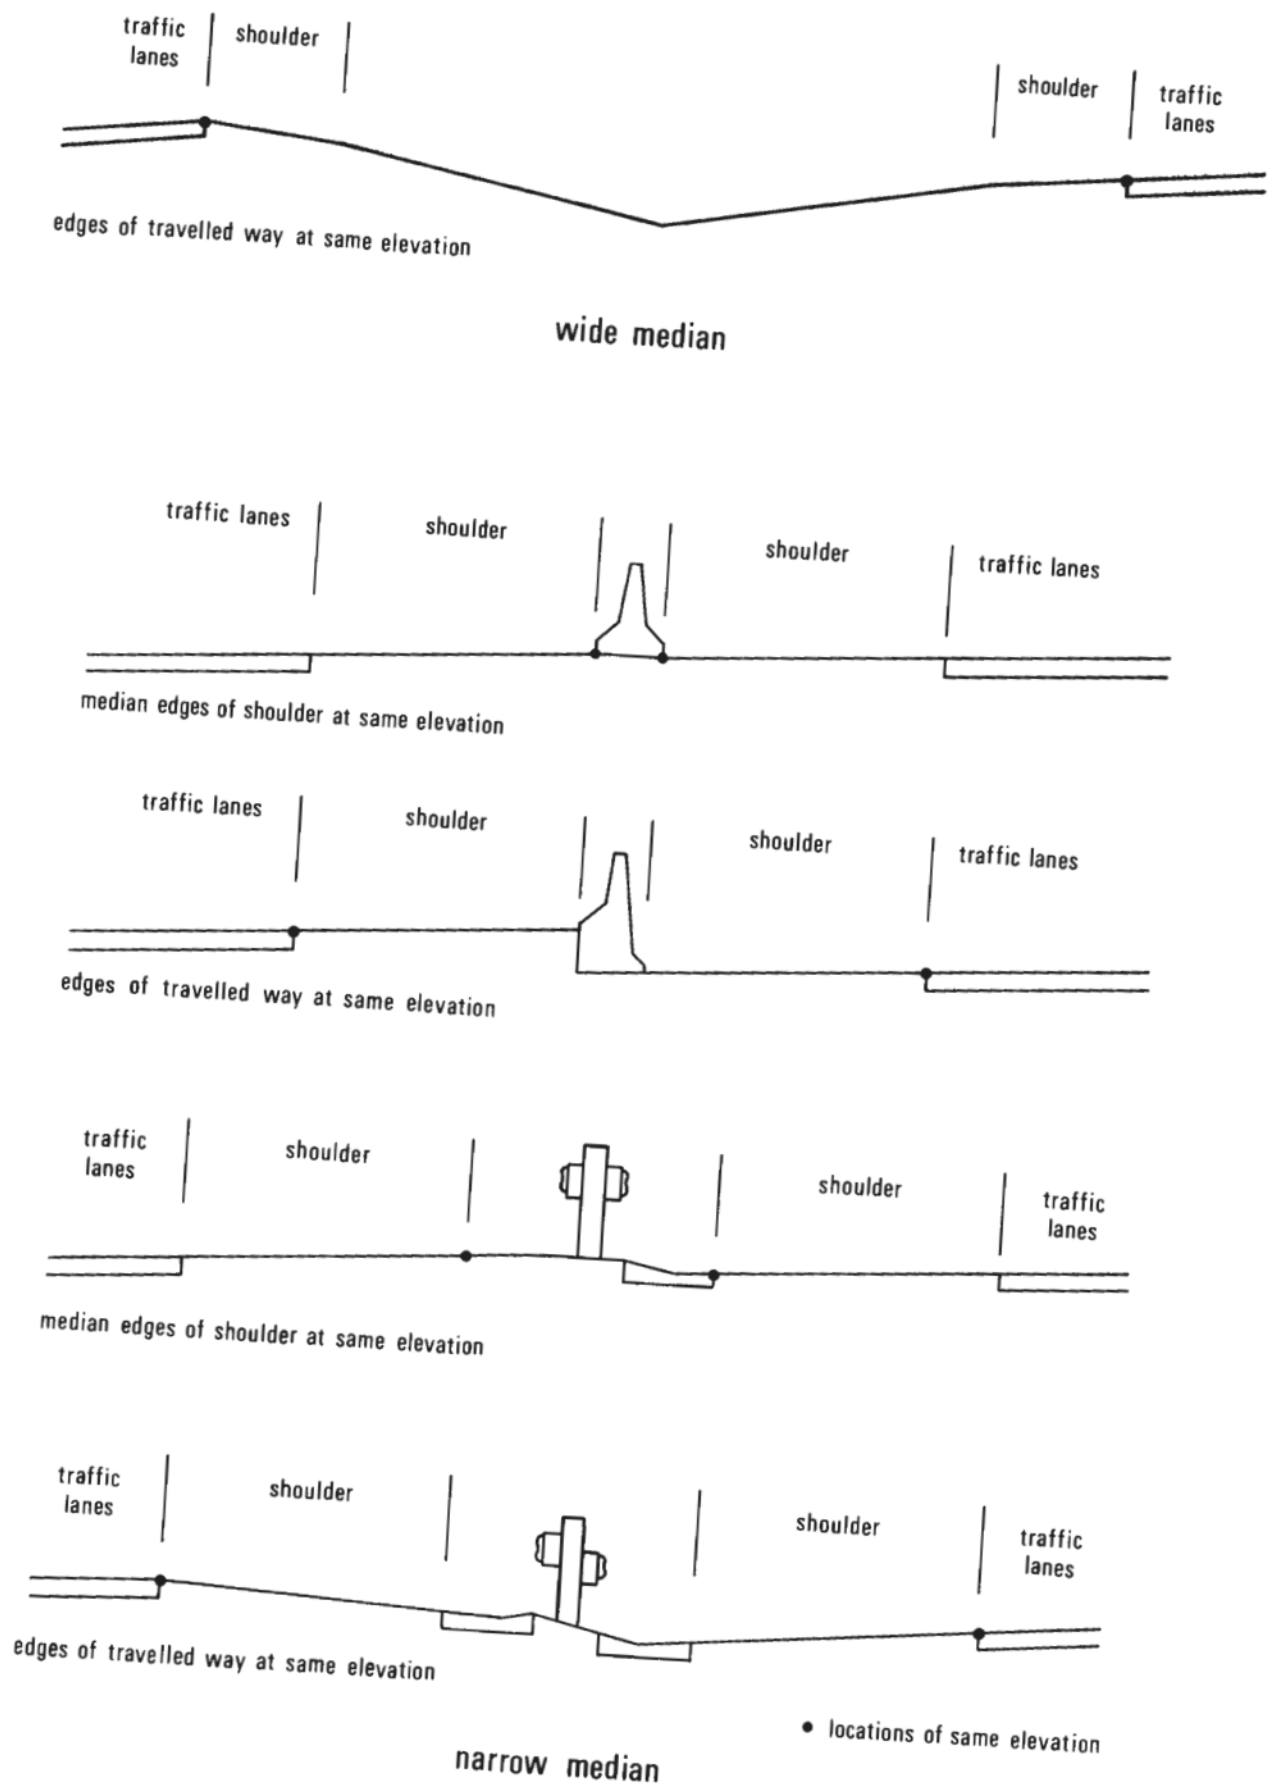 traffic
lanes
shoulder
shoulder
traffic
lanes
edges of travelled way at same elevation
wide median
traffic lanes
shoulder
shoulder
traffic lanes
median edges of shoulder at same elevation
traffic lanes
shoulder
shoulder
traffic lanes
edges of travelled way at same elevation
traffic
lanes
shoulder
shoulder
traffic
lanes
median edges of shoulder at same elevation
traffic
lanes
shoulder
shoulder
traffic
lanes
edges of travelled way at same elevation
locations of same elevation
narrow median